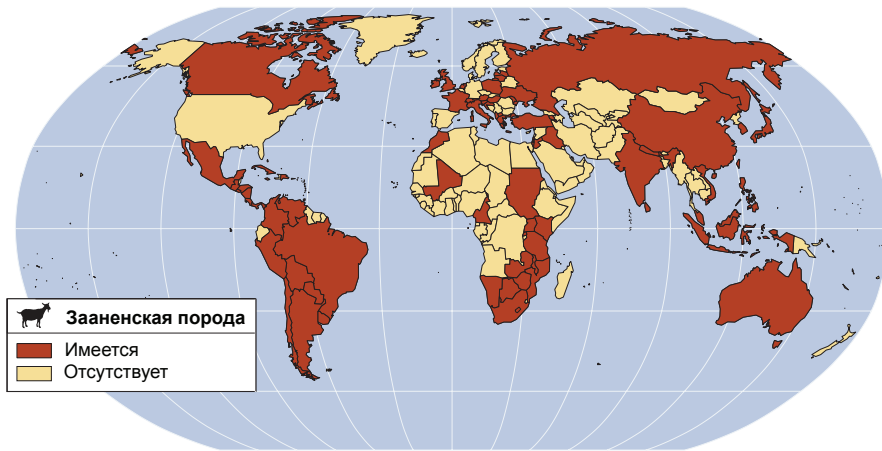 Зааненская порода
Имеется
Отсутствует